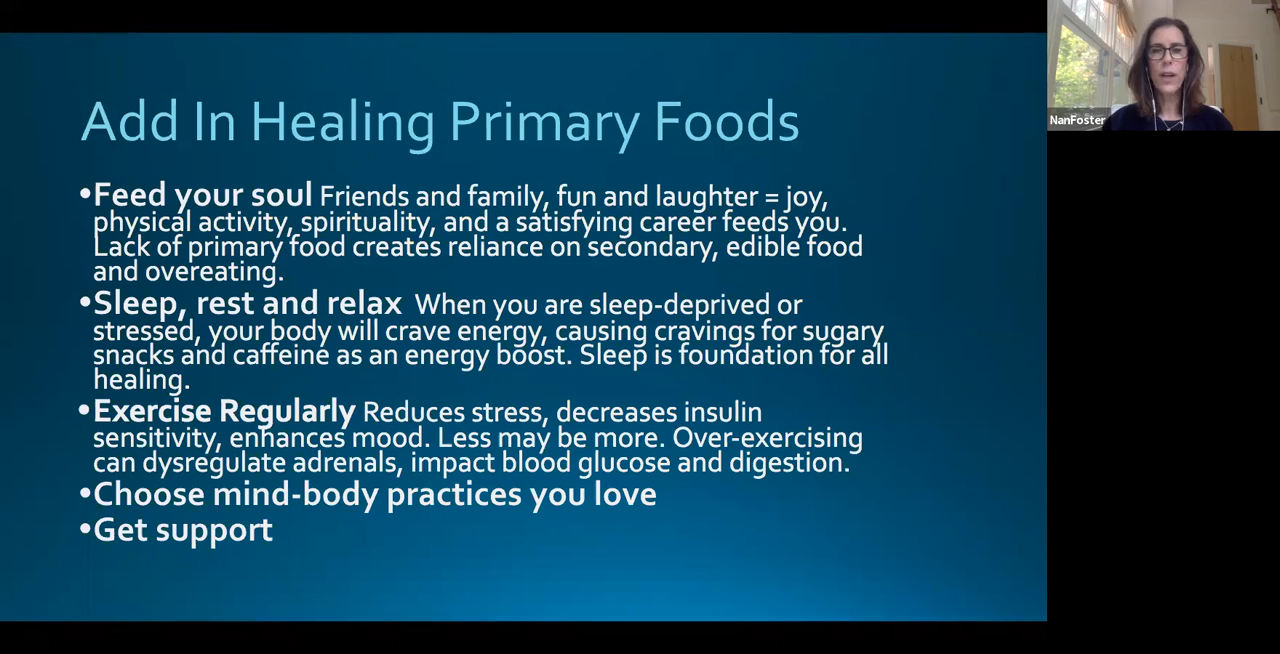 Add In Healing Primary Foods
•Feed your soul Friends and family, fun and laughter = joy,
physical activity, spirituality, and a satisfying career feeds you.
Lack of primary food creates reliance on secondary, edible food
and overeating.
•Sleep, rest and relax When you are sleep-deprived or
stressed, your body will crave energy, causing cravings for sugary
snacks and caffeine as an energy boost. Sleep is foundation for all
healing.
•Exercise Regularly Reduces stress, decreases insulin
sensitivity, enhances mood. Less may be more. Over-exercising
can dysregulate adrenals, impact blood glucose and digestion.
•Choose mind-body practices you love
•Get support
NanFoster